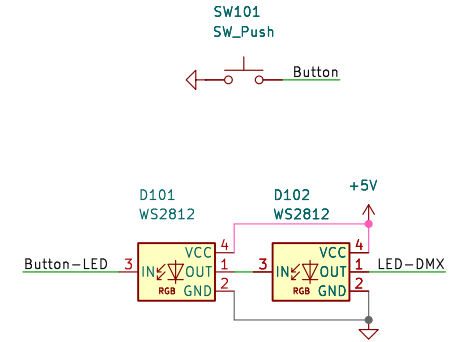 SW101
SW_Push
Button
D101
WS2812
D102
WS2812
+5V
VCC 4
VCC 4
Button-LED 3 IN OUT 1
3 IN OUT 1 LED-DMX
RGB GND 2
RGB GND 2